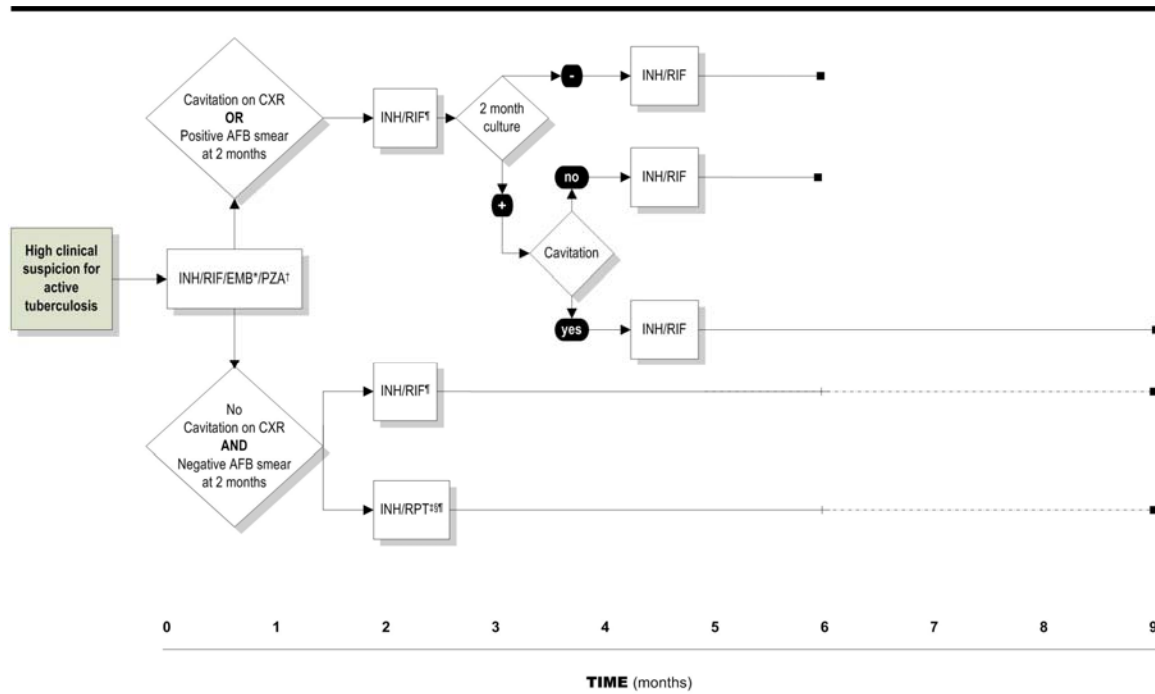 High clinical
suspicion for
active
tuberculosis
INH/RIF/EMB*/PZA†
Cavitation on CXR
OR
Positive AFB smear
at 2 months
INH/RIF¶
2 month
culture
-
INH/RIF
+
Cavitation
no
INH/RIF
yes
INH/RIF
No
Cavitation on CXR
AND
Negative AFB smear
at 2 months
INH/RIF¶
INH/RPT‡§¶
0 1 2 3 4 5 6 7 8 9
TIME (months)